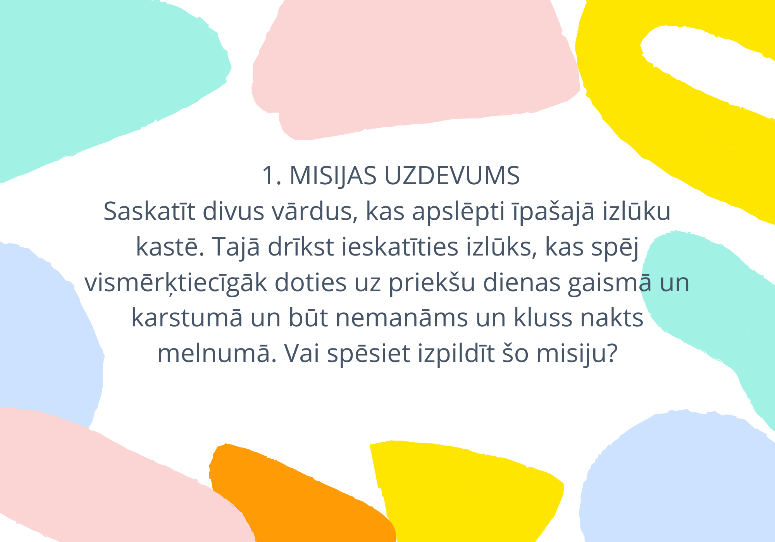 1. MISIJAS UZDEVUMS
Saskatīt divus vārdus, kas apslēpti īpašajā izlūku
kastē. Tajā drīkst ieskatīties izlūks, kas spēj
vismērķtiecīgāk doties uz priekšu dienas gaismā un
karstumā un būt nemanāms un kluss nakts
melnumā. Vai spēsiet izpildīt šo misiju?